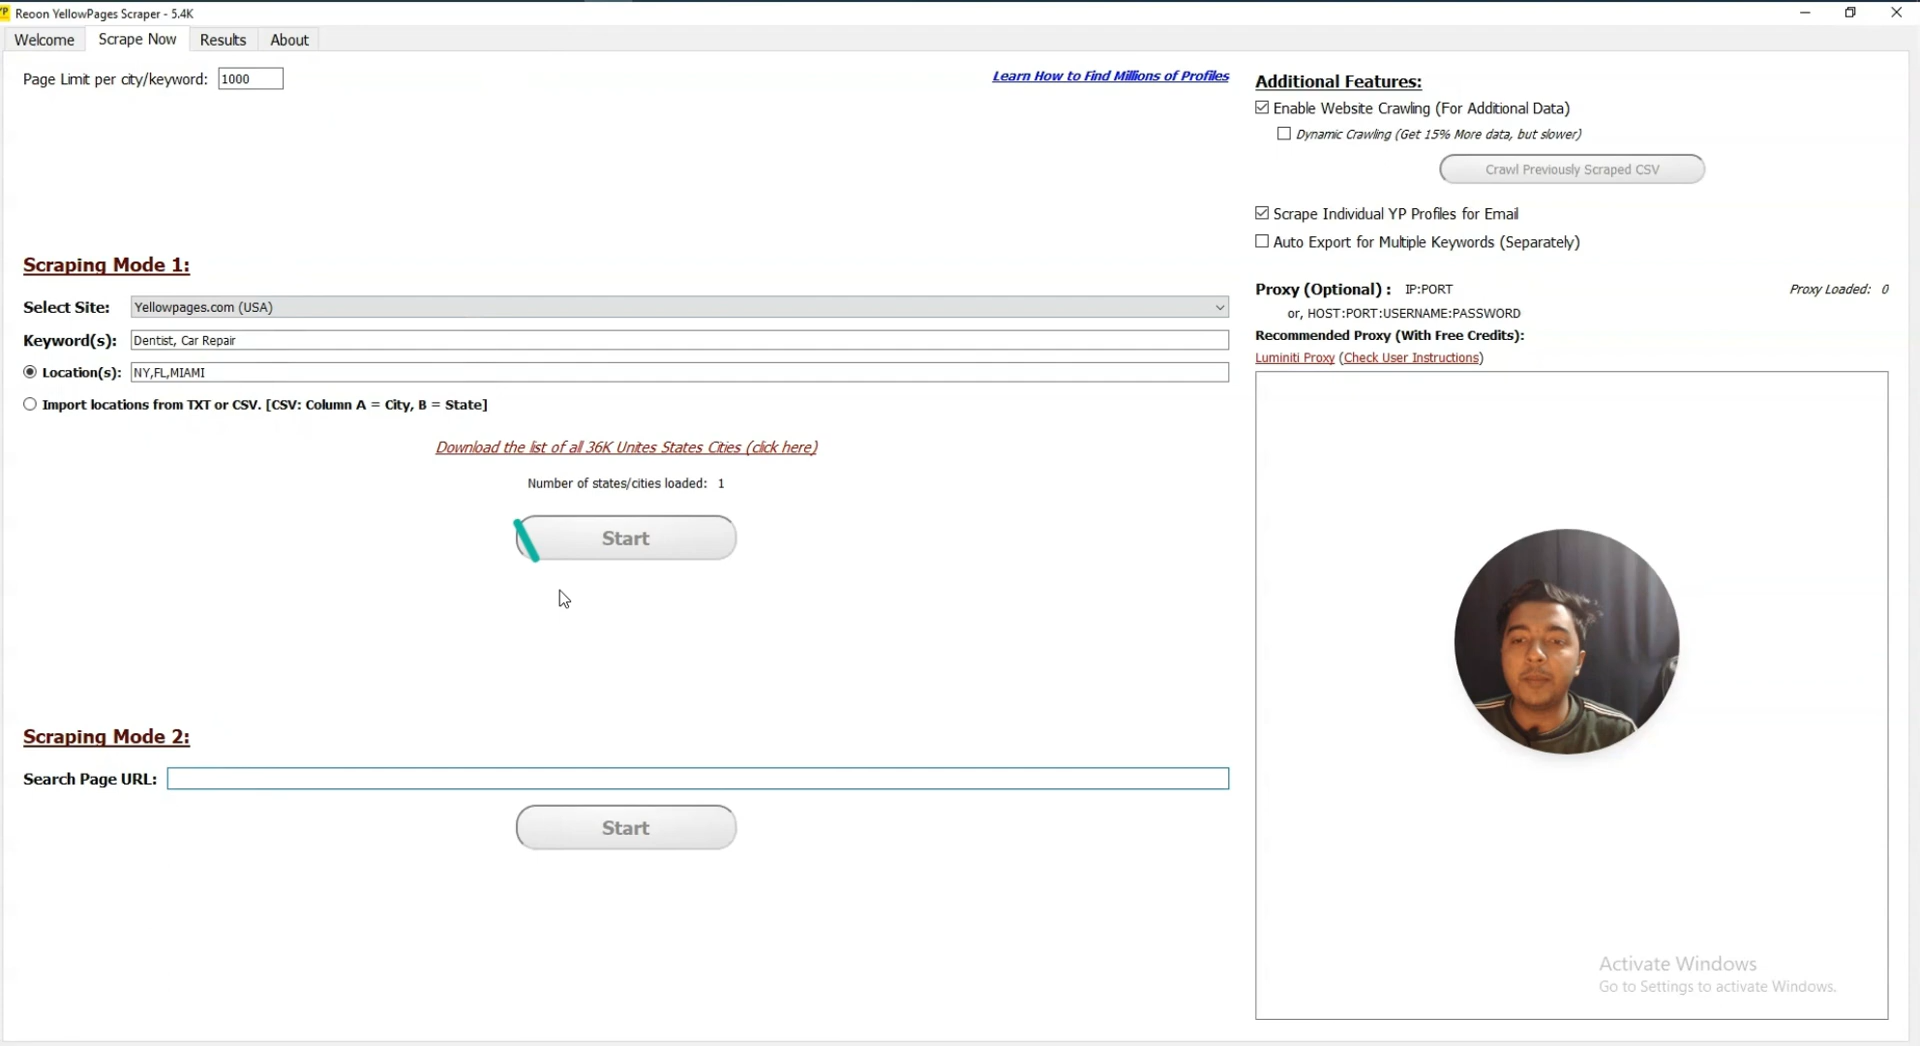 YP Reoon YellowPages Scraper - 5.4K
Welcome Scrape Now Results About
Page Limit per city/keyword: 1000
Learn How to Find Millions of Profiles
Scraping Mode 1:
Select Site: Yellowpages.com (USA)
Keyword(s): Dentist, Car Repair
Location(s): NY,FL,MIAMI
Import locations from TXT or CSV. [CSV: Column A = City, B = State]
Download the list of all 36K Unites States Cities (click here)
Number of states/cities loaded: 1
Start
Scraping Mode 2:
Search Page URL:
Start
Additional Features:
Enable Website Crawling (For Additional Data)
Dynamic Crawling (Get 15% More data, but slower)
Crawl Previously Scraped CSV
Scrape Individual YP Profiles for Email
Auto Export for Multiple Keywords (Separately)
Proxy (Optional) : IP:PORT Proxy Loaded: 0
or, HOST:PORT:USERNAME:PASSWORD
Recommended Proxy (With Free Credits):
Luminiti Proxy (Check User Instructions)
Activate Windows
Go to Settings to activate Windows.